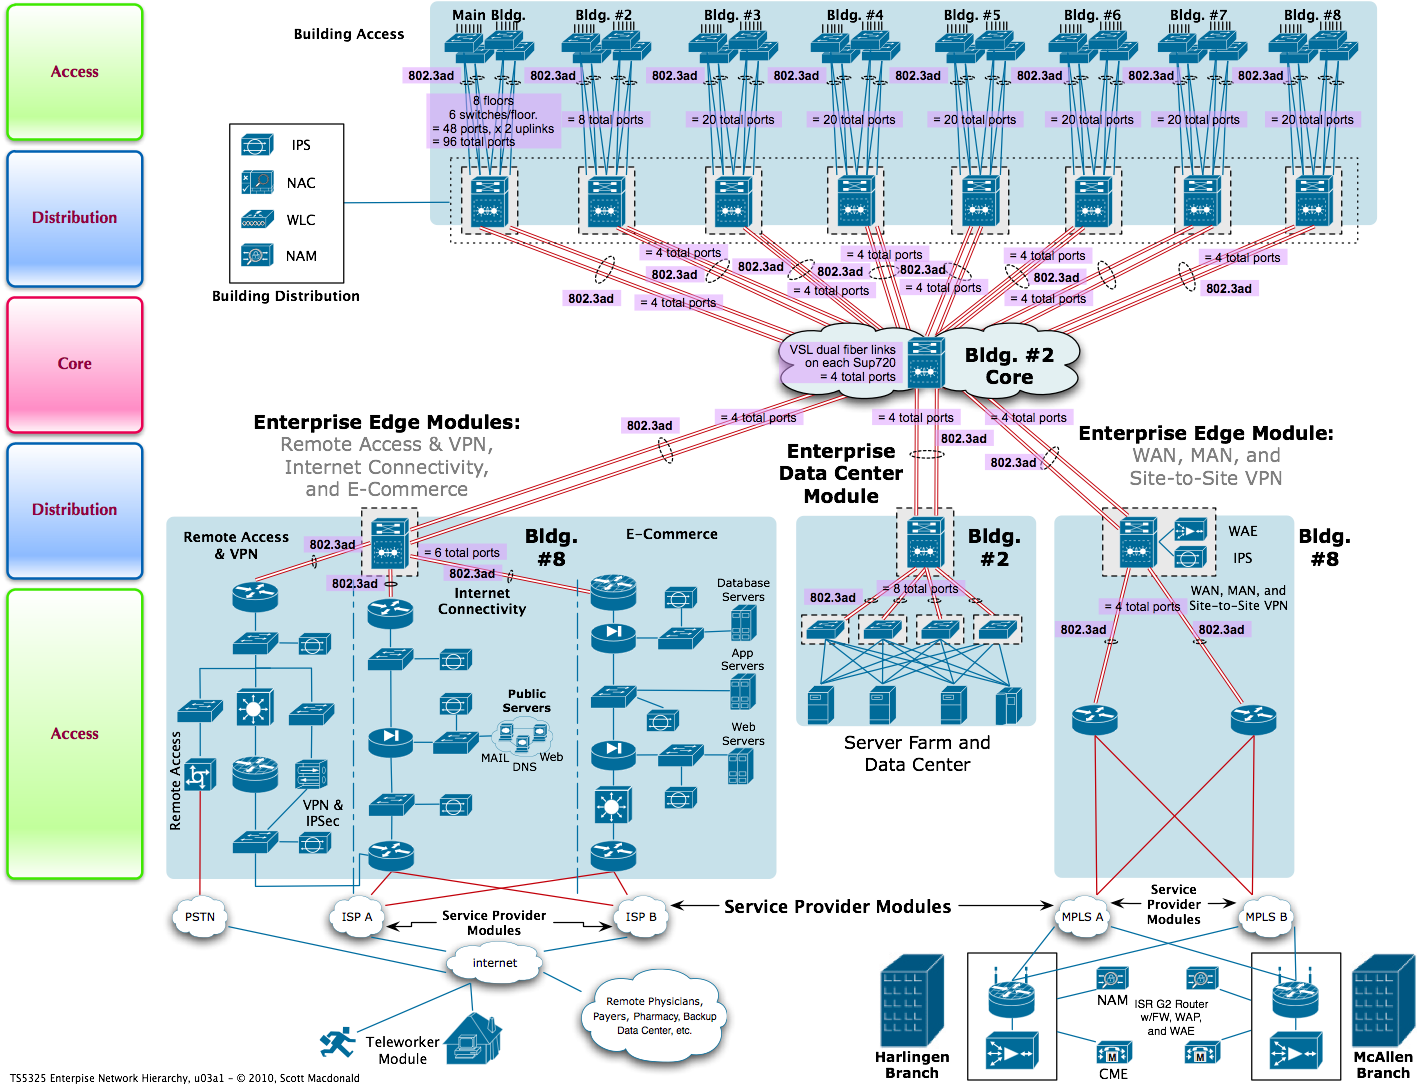 Access
Distribution
Core
Distribution
Access
Building Access
Main Bldg.
Bldg. #2
Bldg. #3
Bldg. #4
Bldg. #5
Bldg. #6
Bldg. #7
Bldg. #8
802.3ad
802.3ad
802.3ad
802.3ad
802.3ad
802.3ad
802.3ad
802.3ad
8 floors
6 switches/floor.
= 48 ports, x 2 uplinks
= 96 total ports
= 8 total ports
= 20 total ports
= 20 total ports
= 20 total ports
= 20 total ports
= 20 total ports
= 20 total ports
IPS
NAC
WLC
NAM
Building Distribution
= 4 total ports
= 4 total ports
= 4 total ports
= 4 total ports
802.3ad
802.3ad
802.3ad
802.3ad
802.3ad
802.3ad
802.3ad
802.3ad
= 4 total ports
= 4 total ports
= 4 total ports
= 4 total ports
VSL dual fiber links
on each Sup720
= 4 total ports
Bldg. #2
Core
Enterprise Edge Modules:
Remote Access & VPN,
Internet Connectivity,
and E-Commerce
802.3ad
= 4 total ports
= 4 total ports
= 4 total ports
802.3ad
802.3ad
Enterprise
Data Center
Module
Enterprise Edge Module:
WAN, MAN, and
Site-to-Site VPN
Remote Access
& VPN
802.3ad
802.3ad
= 6 total ports
802.3ad
Bldg.
#8
Internet
Connectivity
E-Commerce
Database
Servers
App
Servers
Web
Servers
Public
Servers
MAIL
DNS
Web
Remote Access
VPN &
IPSec
Bldg.
#2
= 8 total ports
802.3ad
Server Farm and
Data Center
WAE
IPS
Bldg.
#8
WAN, MAN, and
Site-to-Site VPN
= 4 total ports
802.3ad
802.3ad
PSTN
ISP A
Service Provider
Modules
ISP B
Service Provider Modules
MPLS A
Service
Provider
Modules
MPLS B
internet
Remote Physicians,
Payers, Pharmacy, Backup
Data Center, etc.
Teleworker
Module
Harlingen
Branch
NAM
ISR G2 Router
w/FW, WAP,
and WAE
M
CME
M
McAllen
Branch
TS5325 Enterpise Network Hierarchy, u03a1 – © 2010, Scott Macdonald